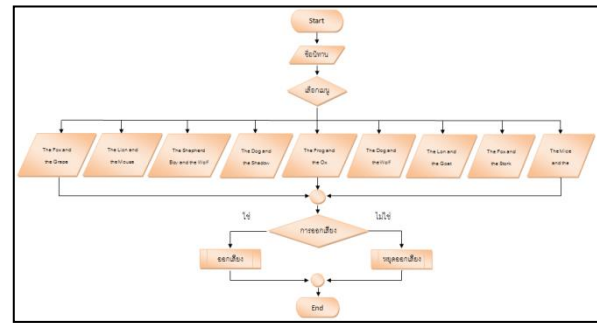 Start
ชื่อนิทาน
เลือกเมนู
The Fox and
the Grape
The Lion and
the Mouse
The Shepherd
Boy and the Wolf
The Dog and
the Shadow
The Frog and
the Ox
The Dog and
the Wolf
The Lion and
the Goat
The Fox and
the Stork
The Mice
and the
ใช่
การออกเสียง
ไม่ใช่
ออกเสียง
หยุดออกเสียง
End